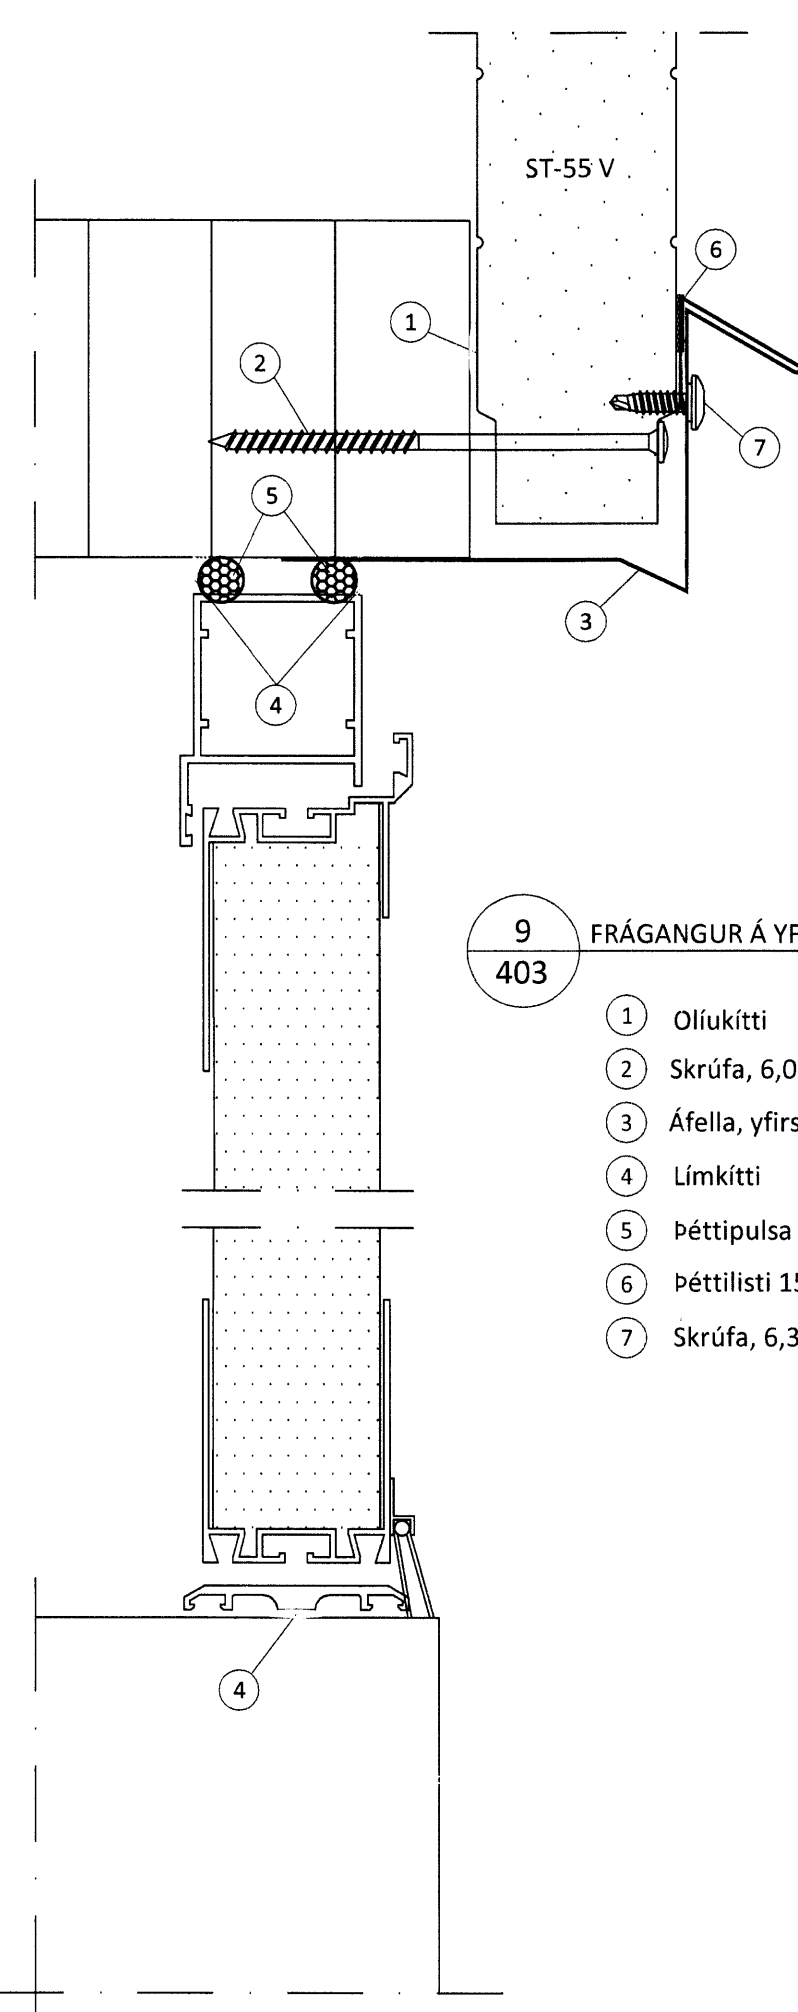 ST-55 V
6
1
2
7
5
3
4
9
403
FRÁGANGUR Á YF
1 Olíukítti
2 Skrúfa, 6,0
3 Áfella, yfirs
4 Límkítti
5 Þéttipulsa
6 Þéttilisti 15
7 Skrúfa, 6,3
4